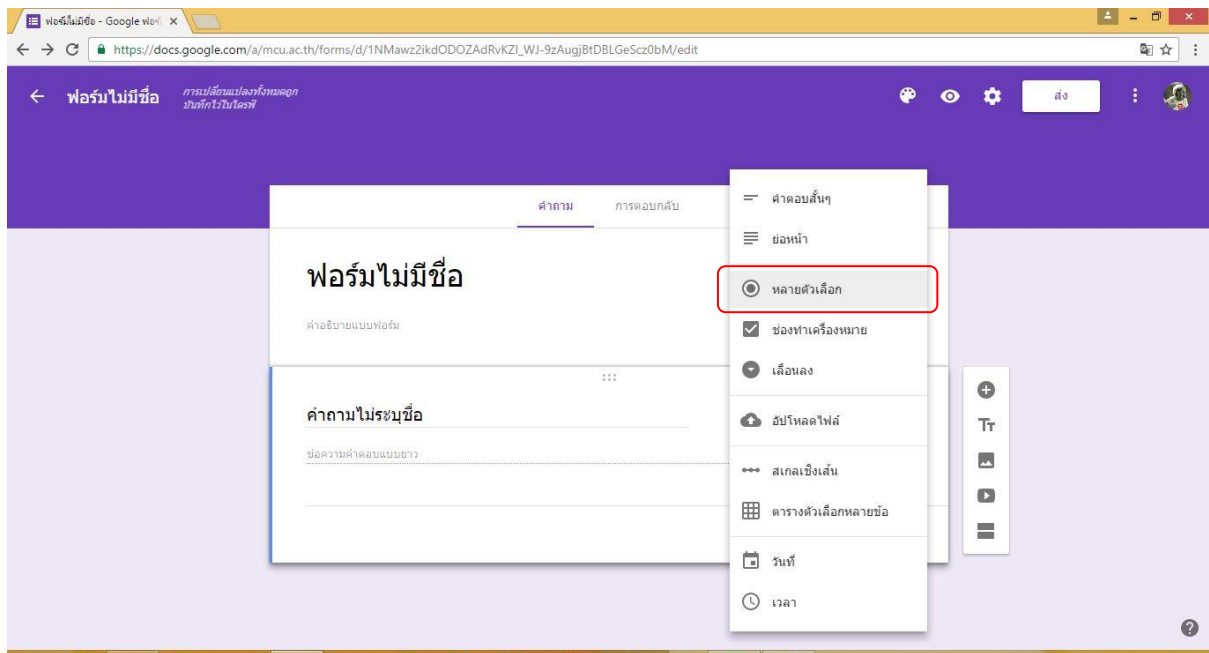 ฟอร์มไม่มีชื่อ - Google ฟอร์
https://docs.google.com/a/mcu.ac.th/forms/d/1NMawz2ikdODOZAdRvKZI_WJ-9zAugjBtDBLGeScz0bM/edit
ฟอร์มไม่มีชื่อ
การเปลี่ยนแปลงทั้งหมดถูก
บันทึกไว้ในไดรฟ์
ส่ง
คำถาม
การตอบกลับ
ฟอร์มไม่มีชื่อ
คำอธิบายแบบฟอร์ม
คำถามไม่ระบุชื่อ
ข้อความคำตอบแบบยาว
คำตอบสั้นๆ
ย่อหน้า
หลายตัวเลือก
ช่องทำเครื่องหมาย
เลื่อนลง
อัปโหลดไฟล์
สเกลเชิงเส้น
ตารางตัวเลือกหลายข้อ
วันที่
เวลา
Tт